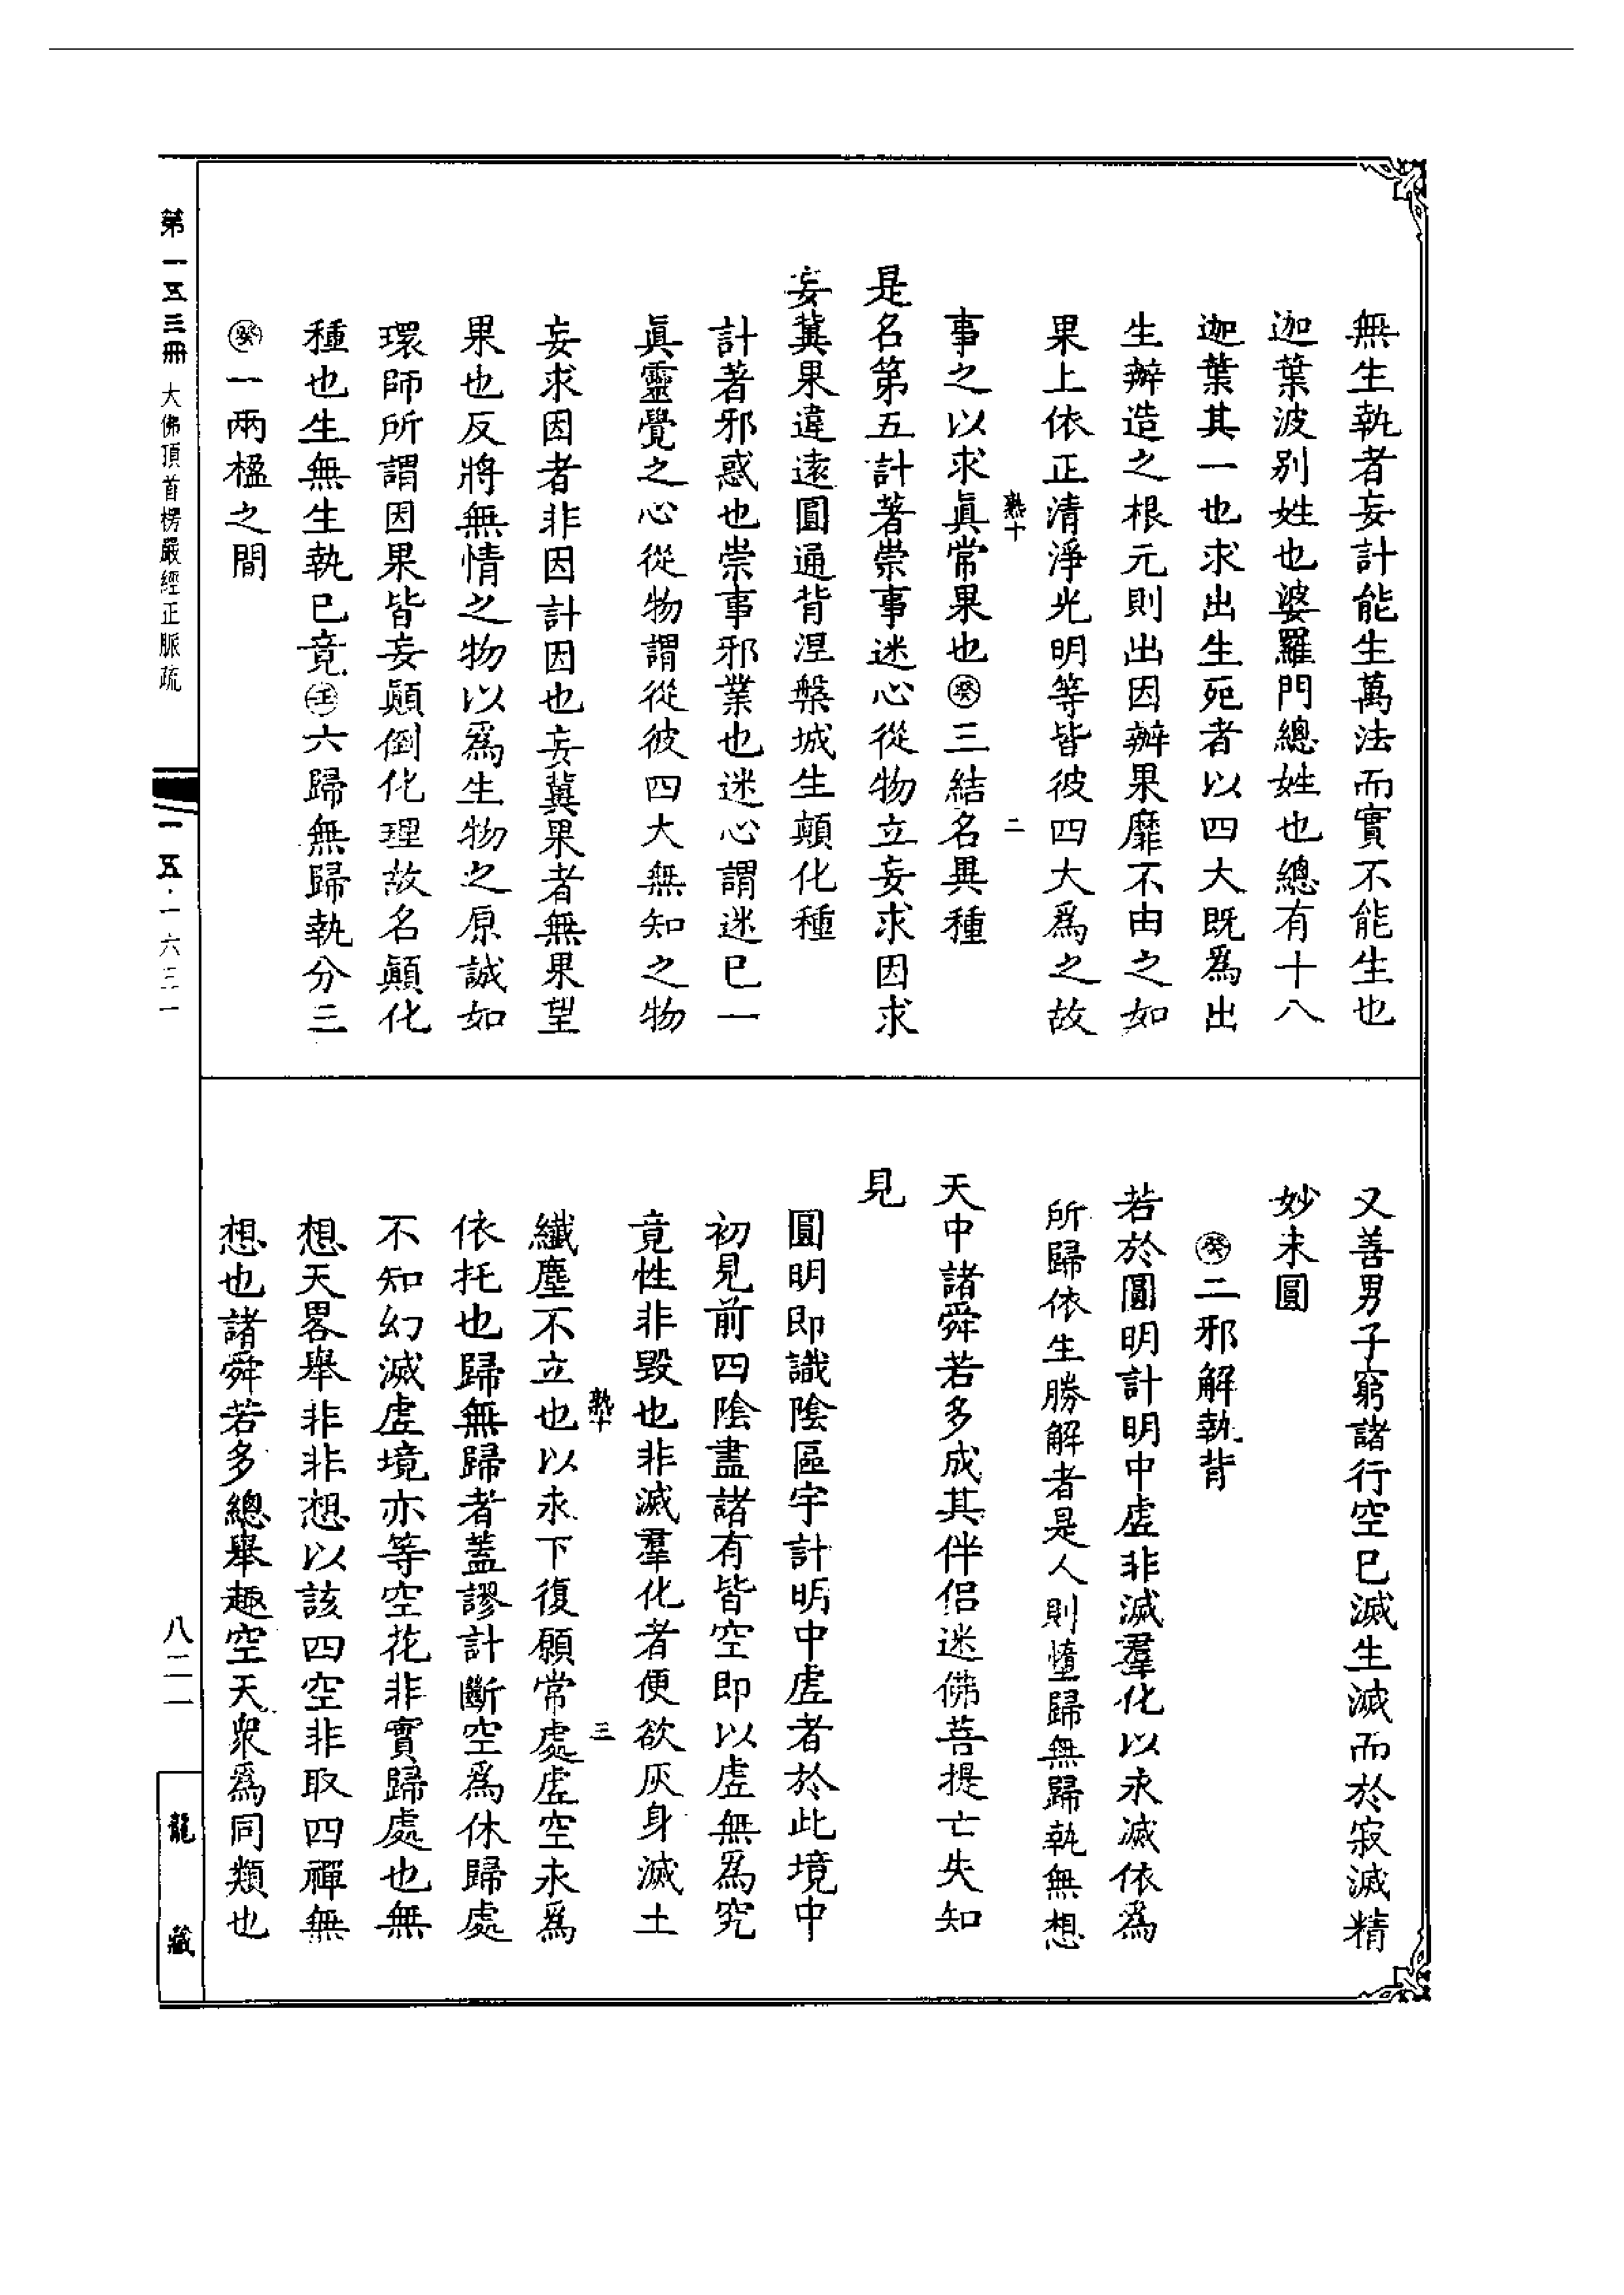 無生執者妄計能生萬法而實不能生也
迦葉波別姓也婆羅門總姓也總有十八
迦葉其一也求出生死者以四大既爲出
生辦造之根元則出因辦果靡不由之如
果上依正清淨光明等皆彼四大爲之故
熱十 二
事之以求眞常果也㊣三結名異種
是名第五計著崇事迷心從物立妄求因求
妄冀果違遠圓通背涅槃城生顛化種
計著邪惑也崇事邪業也迷心謂迷已一
眞靈覺之心從物謂從彼四大無知之物
妄求因者非因計因也妄冀果者無果望
果也反將無情之物以爲生物之原誠如
環師所謂因果皆妄顚倒化理故名顚化
種也生無生執已竟壬六歸無歸執分三
癸一兩楹之間
又善男子窮諸行空已滅生滅而於寂滅精
妙未圓
癸二邪解執背
若於圓明計明中虛非滅羣化以永滅依爲
所歸依生勝解者是人則墮歸無歸執無想
天中諸舜若多成其伴侣迷佛菩提亡失知
見
圓明即識陰區宇計明中虛者於此境中
初見前四陰盡諸有皆空即以虛無爲究
竟性非毀也非滅羣化者便欲灰身滅土
熱十 三
纖塵不立也以永下復願常處虛空永爲
依托也歸無歸者蓋謬計斷空爲休歸處
不知幻滅虛境亦等空花非實歸處也無
想天畧舉非非想以該四空非取四禪無
想也諸舜若多總舉趣空天衆爲同類也
第一五三冊 大佛頂首楞嚴經正脈疏
一五·一六三二
八二一
龍藏